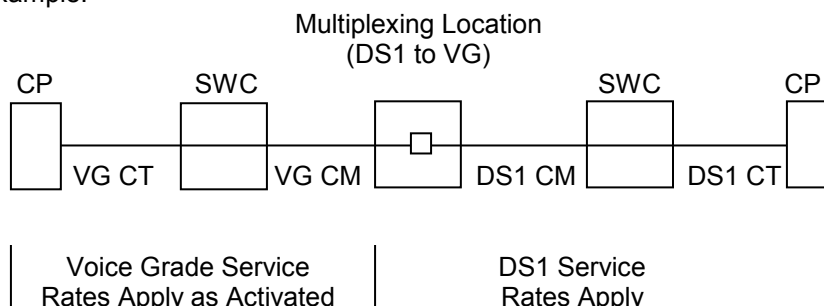 Multiplexing Location
(DS1 to VG)
CP SWC SWC CP
VG CT VG CM DS1 CM DS1 CT
Voice Grade Service DS1 Service
Rates Apply as Activated Rates Apply